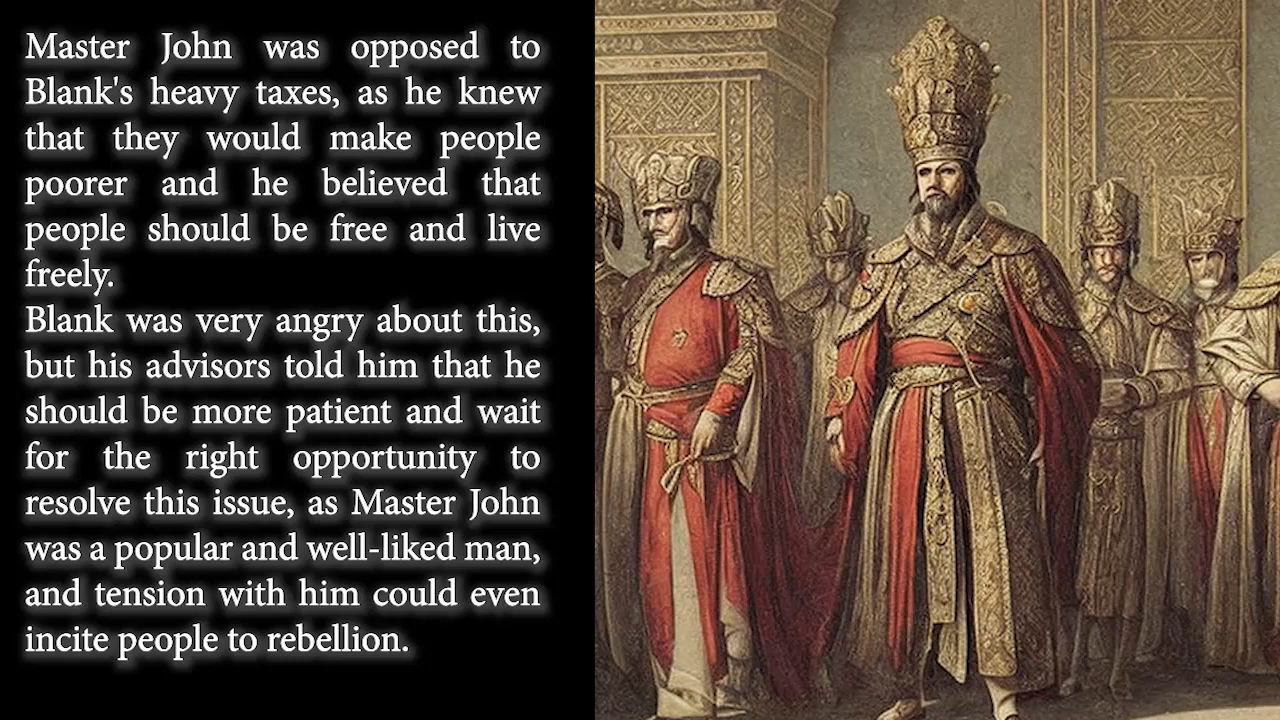 Master John was opposed to
Blank's heavy taxes, as he knew
that they would make people
poorer and he believed that
people should be free and live
freely.
Blank was very angry about this,
but his advisors told him that he
should be more patient and wait
for the right opportunity to
resolve this issue, as Master John
was a popular and well-liked man,
and tension with him could even
incite people to rebellion.